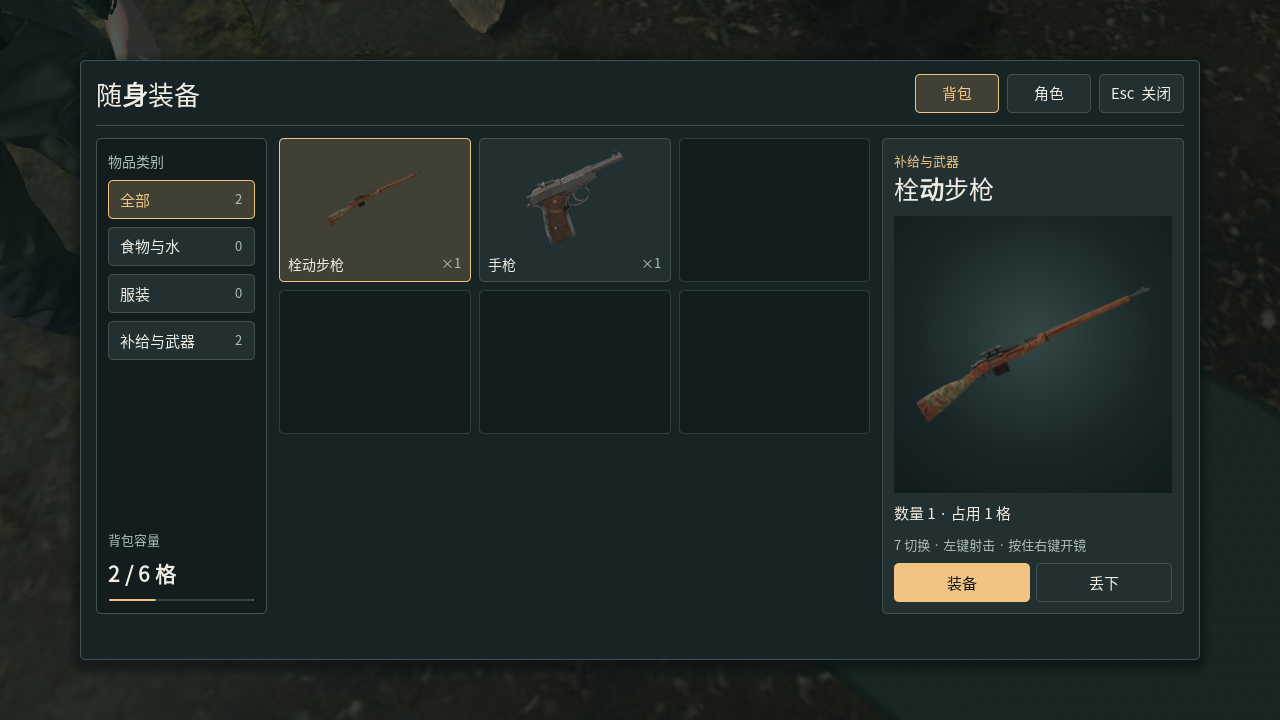 随身装备
背包
角色
Esc 关闭
物品类别
全部 2
食物与水 0
服装 0
补给与武器 2
背包容量
2 / 6 格
栓动步枪 ×1
手枪 ×1
补给与武器
栓动步枪
数量 1 · 占用 1 格
7 切换 · 左键射击 · 按住右键开镜
装备
丢下